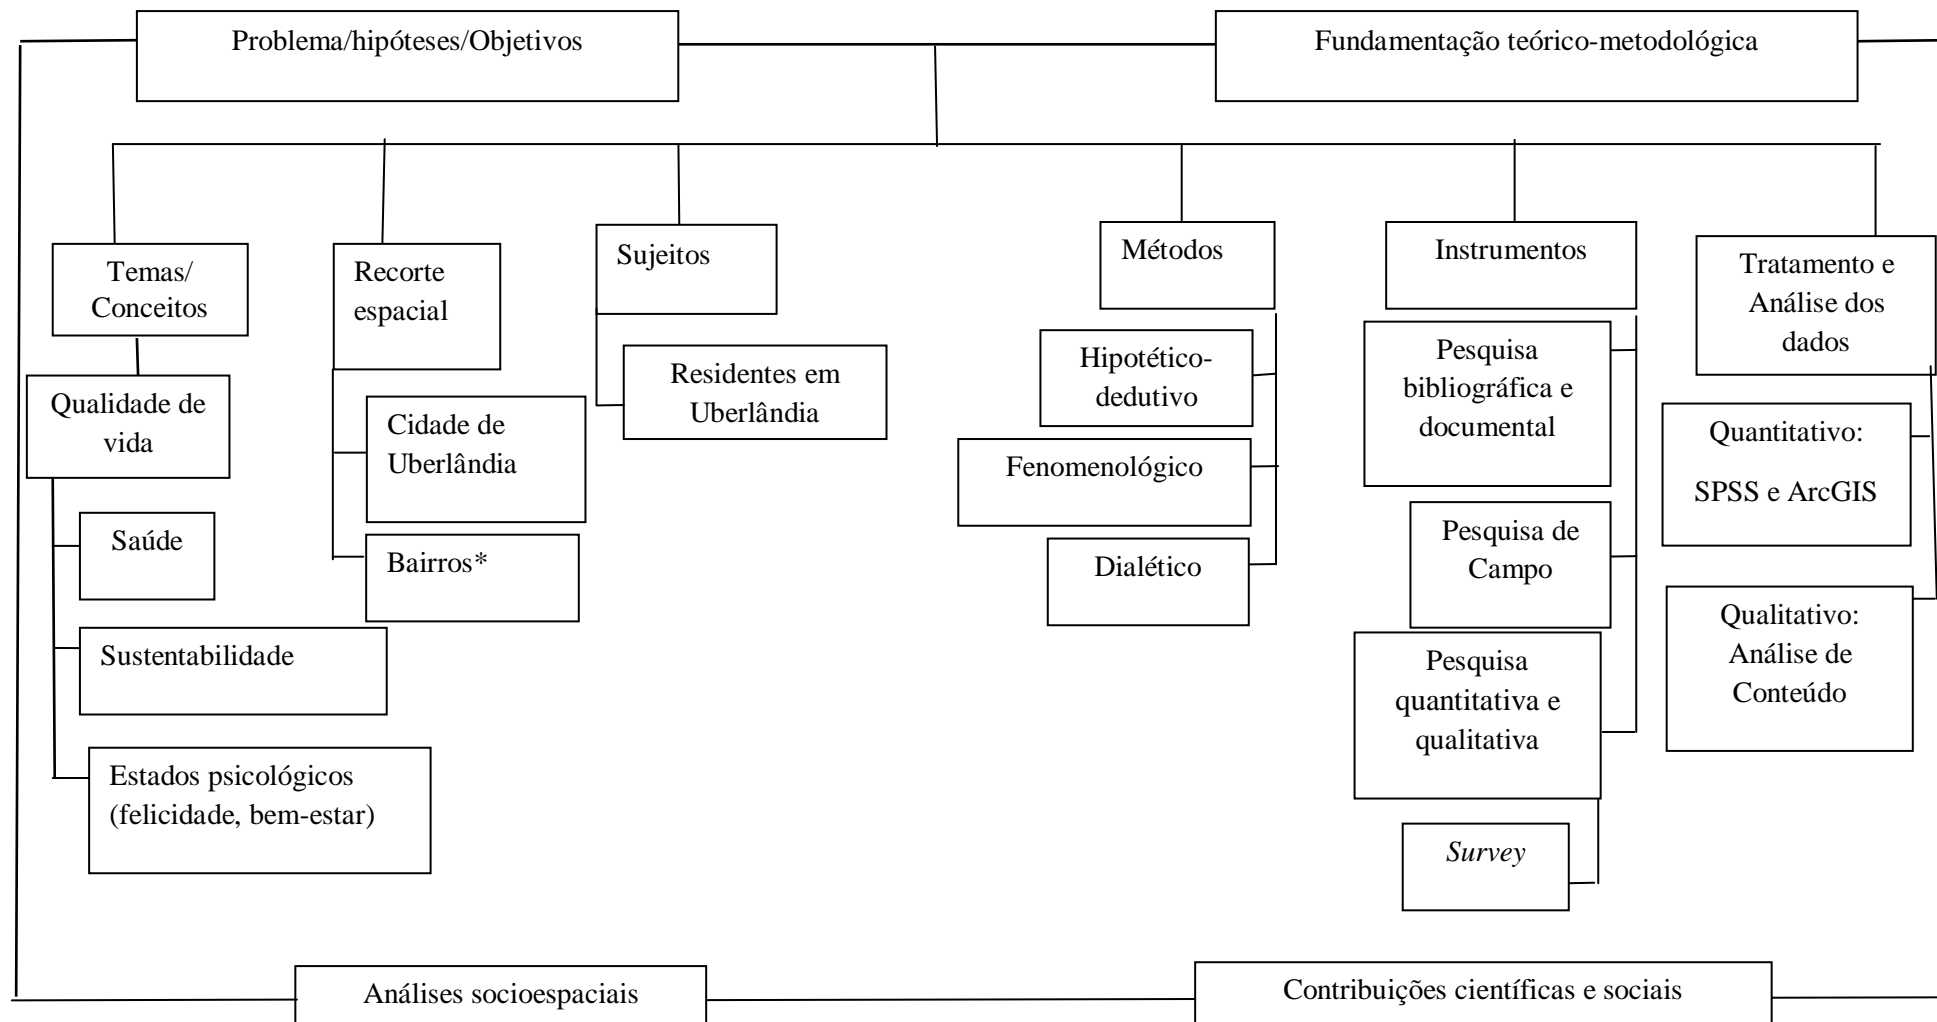 Problema/hipóteses/Objetivos
Fundamentação teórico-metodológica
Temas/
Conceitos
Qualidade de
vida
Saúde
Sustentabilidade
Estados psicológicos
(felicidade, bem-estar)
Recorte
espacial
Cidade de
Uberlândia
Bairros*
Sujeitos
Residentes em
Uberlândia
Métodos
Hipotético-
dedutivo
Fenomenológico
Dialético
Instrumentos
Pesquisa
bibliográfica e
documental
Pesquisa de
Campo
Pesquisa
quantitativa e
qualitativa
Survey
Tratamento e
Análise dos
dados
Quantitativo:
SPSS e ArcGIS
Qualitativo:
Análise de
Conteúdo
Análises socioespaciais
Contribuições científicas e sociais